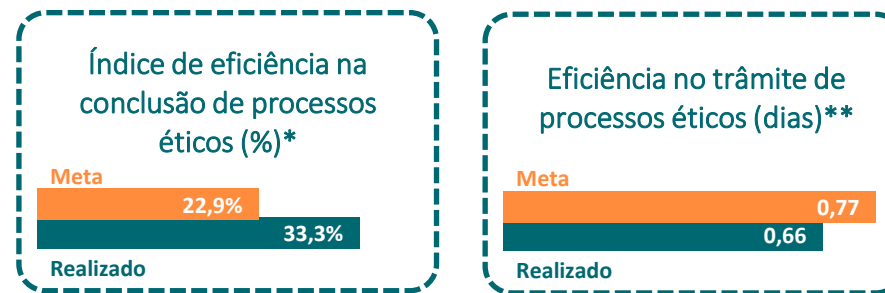 Índice de eficiência na
conclusão de processos
éticos (%)*
Meta
22,9%
33,3%
Realizado
Eficiência no trâmite de
processos éticos (dias)**
Meta
0,77
0,66
Realizado